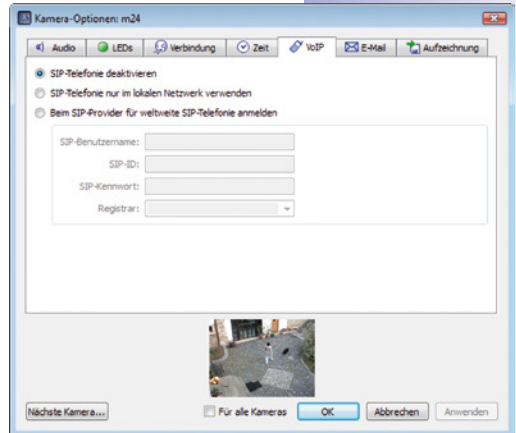 Kamera-Optionen: m24
Audio LEDs Verbindung Zeit VoIP E-Mail Aufzeichnung
SIP-Telefonie deaktivieren
SIP-Telefonie nur im lokalen Netzwerk verwenden
Beim SIP-Provider für weltweite SIP-Telefonie anmelden
SIP-Benutzername:
SIP-ID:
SIP-Kennwort:
Registrar:
Nächste Kamera... Für alle Kameras OK Abbrechen Anwenden